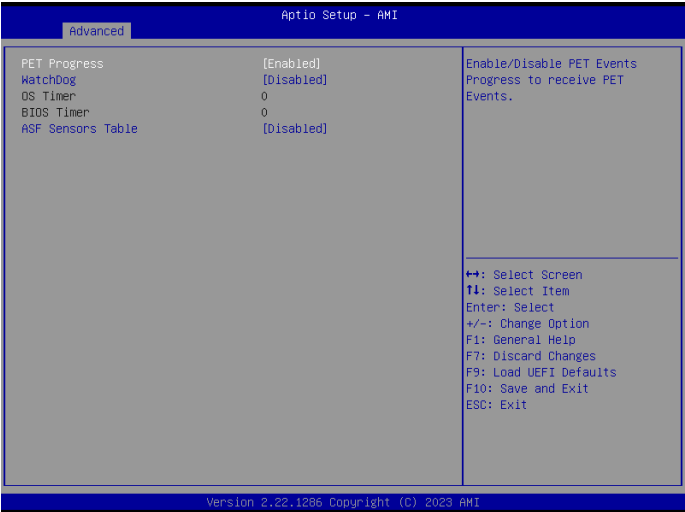 Aptio Setup – AMI
Advanced
PET Progress [Enabled]
WatchDog [Disabled]
OS Timer 0
BIOS Timer 0
ASF Sensors Table [Disabled]
Enable/Disable PET Events
Progress to receive PET
Events.
↔: Select Screen
↑↓: Select Item
Enter: Select
+/-: Change Option
F1: General Help
F7: Discard Changes
F9: Load UEFI Defaults
F10: Save and Exit
ESC: Exit
Version 2.22.1286 Copyright (C) 2023 AMI